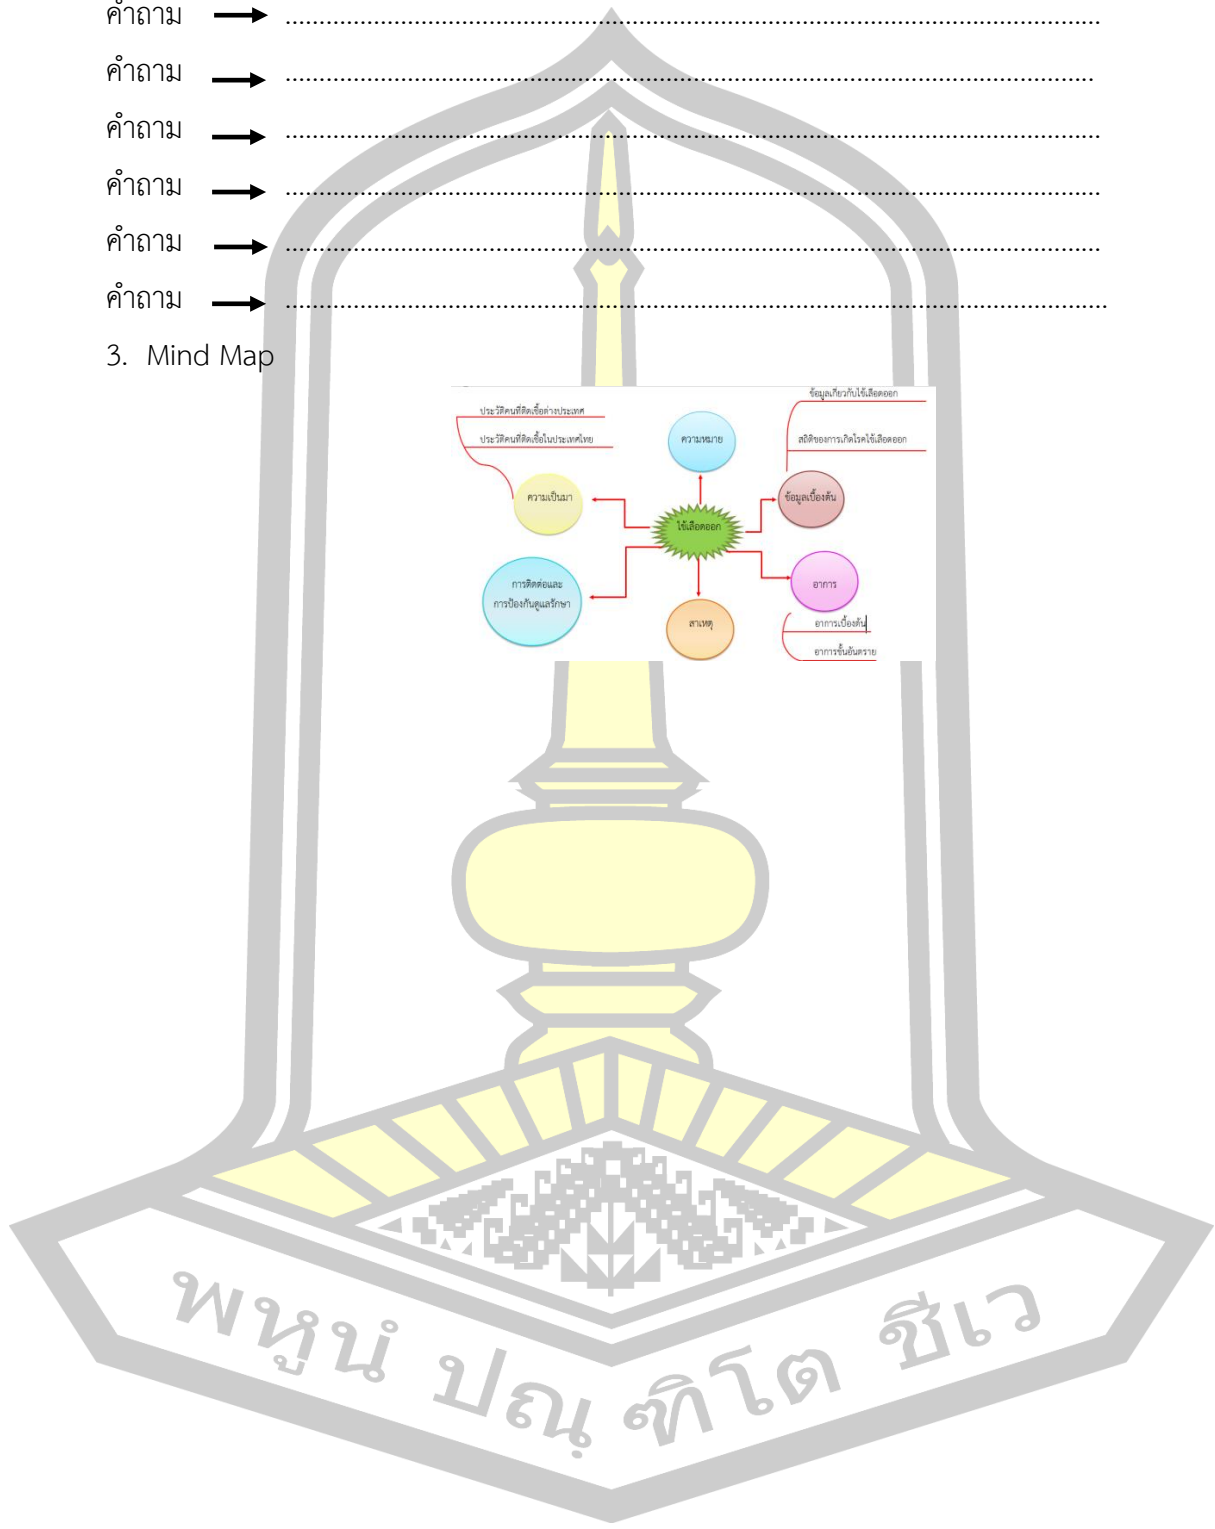 คำถาม ..........................................................................................................................
คำถาม ..........................................................................................................................
คำถาม ..........................................................................................................................
คำถาม ..........................................................................................................................
คำถาม ..........................................................................................................................
คำถาม ..........................................................................................................................
3. Mind Map
ข้อมูลเกี่ยวกับไข้เลือดออก
ประวัติคนที่ติดเชื้อต่างประเทศ
ประวัติคนที่ติดเชื้อในประเทศไทย
ความหมาย
สถิติของการเกิดโรคไข้เลือดออก
ความเป็นมา
ข้อมูลเบื้องต้น
ไข้เลือดออก
การติดต่อและ
การป้องกันดูแลรักษา
อาการ
สาเหตุ
อาการเบื้องต้น
อาการขั้นอันตราย
พหูนํ ปณฺฑิโต ชีเว